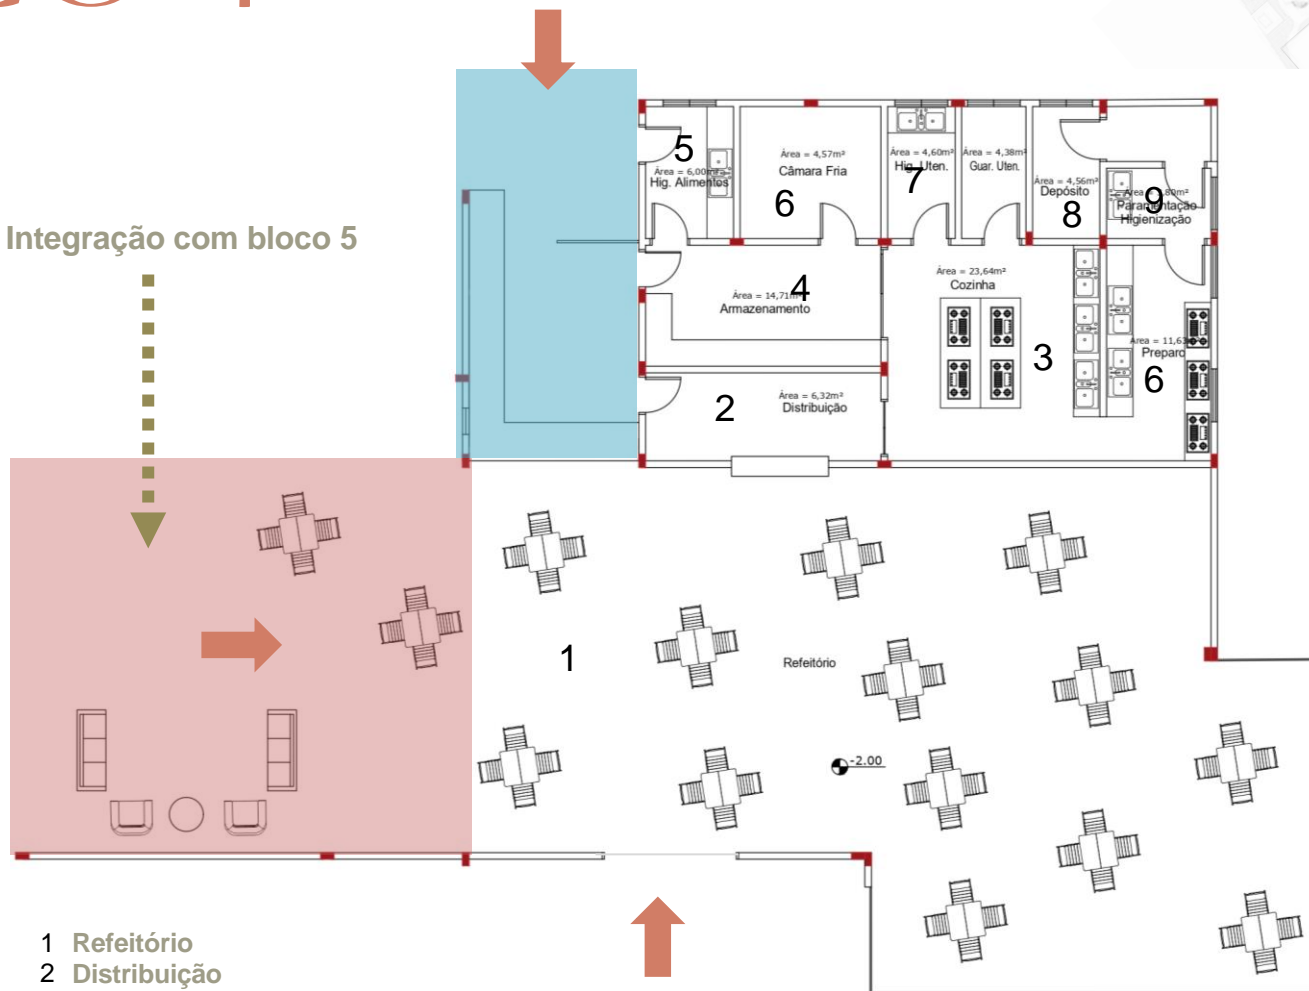 5
Área = 6,00m²
Hig. Alimentos
Área = 4,57m²
Câmara Fria
6
Área = 4,60m²
Hig. Uten.
7
Área = 4,38m²
Guar. Uten.
Área = 4,56m²
Depósito
8
9
Paramentação
Higienização
Integração com bloco 5
Área = 14,71m²
4
Armazenamento
Área = 23,64m²
Cozinha
3
Área = 11,63m²
Preparo
6
2
Área = 6,32m²
Distribuição
1
Refeitório
-2.00
1 Refeitório
2 Distribuição